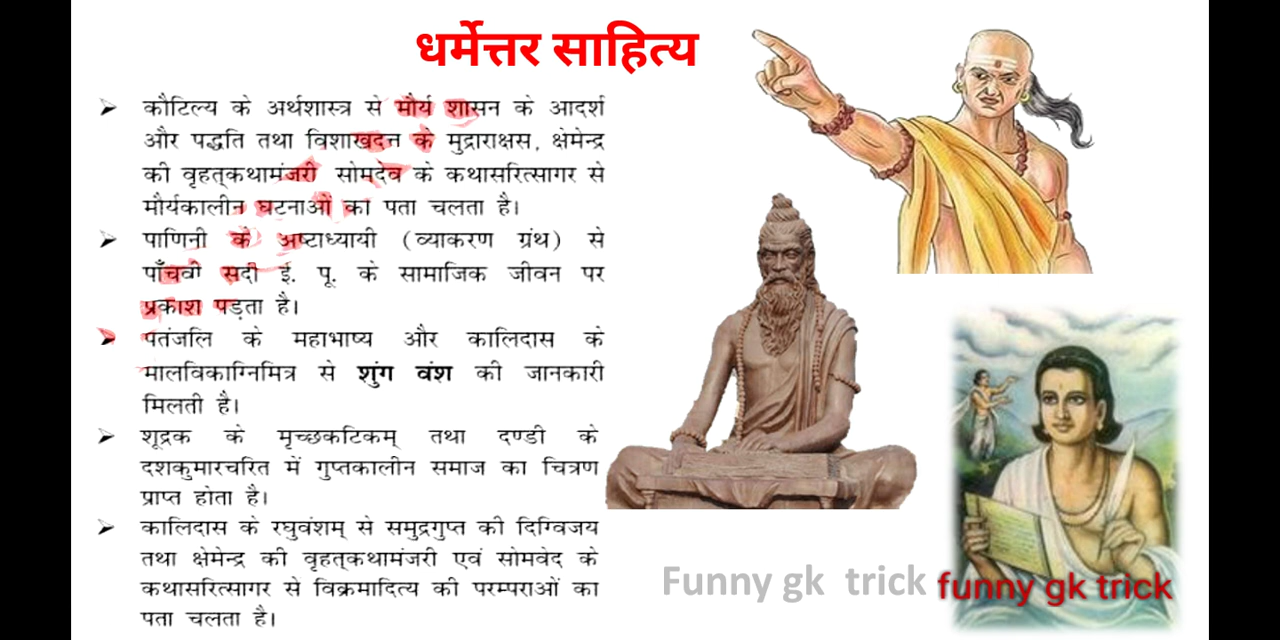 धर्मेत्तर साहित्य
➢ कौटिल्य के अर्थशास्त्र से मौर्य शासन के आदर्श
और पद्धति तथा विशाखदत्त के मुद्राराक्षस, क्षेमेन्द्र
की वृहत्‌कथामंजरी सोमदेव के कथासरित्सागर से
मौर्यकालीन घटनाओं का पता चलता है।
➢ पाणिनी के अष्टाध्यायी (व्याकरण ग्रंथ) से
पाँचवी सदी ई. पू. के सामाजिक जीवन पर
प्रकाश पड़ता है।
➢ पतंजलि के महाभाष्य और कालिदास के
मालविकाग्निमित्र से शुंग वंश की जानकारी
मिलती है।
➢ शूद्रक के मृच्छकटिकम् तथा दण्डी के
दशकुमारचरित में गुप्तकालीन समाज का चित्रण
प्राप्त होता है।
➢ कालिदास के रघुवंशम् से समुद्रगुप्त की दिग्विजय
तथा क्षेमेन्द्र की वृहत्‌कथामंजरी एवं सोमवेद के
कथासरित्सागर से विक्रमादित्य की परम्पराओं का
पता चलता है।
Funny gk trick
funny gk trick